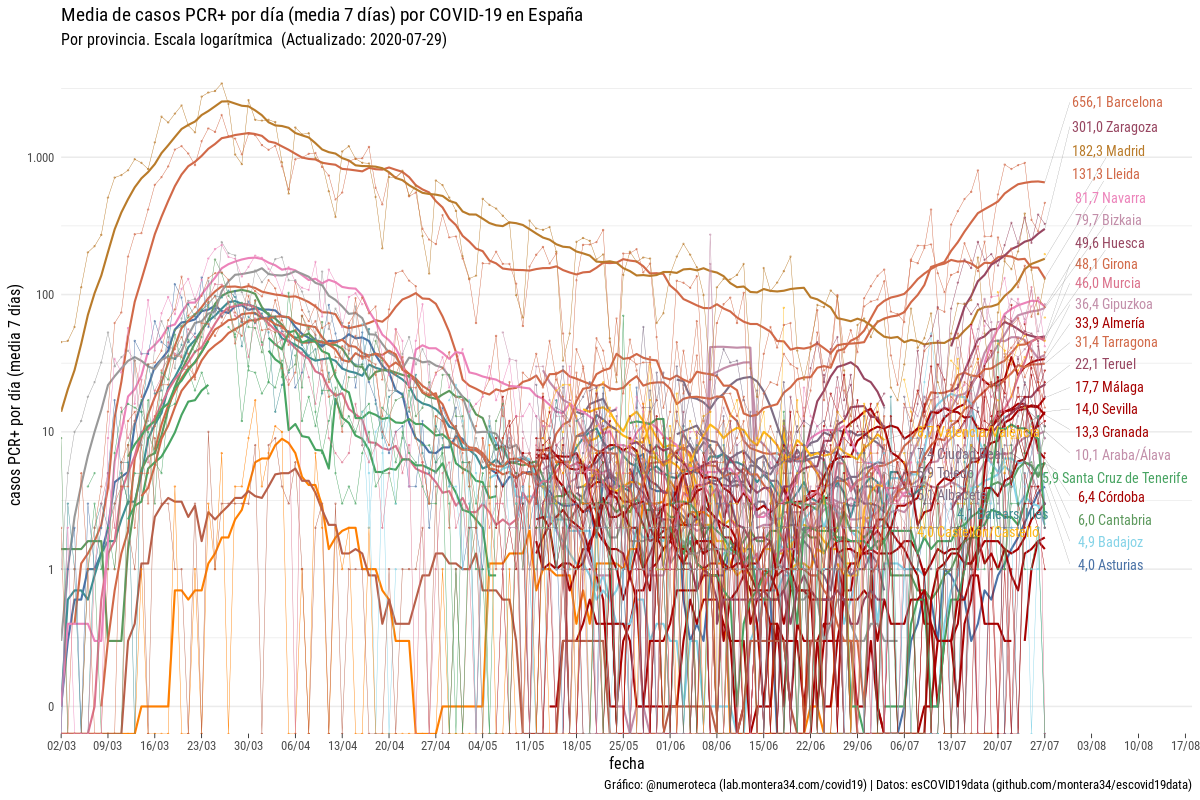 Media de casos PCR+ por día (media 7 días) por COVID-19 en España
Por provincia. Escala logarítmica (Actualizado: 2020-07-29)
casos PCR+ por día (media 7 días)
1.000
100
10
1
0
656,1 Barcelona
301,0 Zaragoza
182,3 Madrid
131,3 Lleida
81,7 Navarra
79,7 Bizkaia
49,6 Huesca
48,1 Girona
46,0 Murcia
36,4 Gipuzkoa
33,9 Almería
31,4 Tarragona
22,1 Teruel
17,7 Málaga
14,0 Sevilla
13,3 Granada
10,1 Araba/Álava
Ciudad Real
5,9 Santa Cruz de Tenerife
Toledo
6,4 Córdoba
Albacete
Balears, Illes
6,0 Cantabria
4,9 Badajoz
4,0 Asturias
02/03 09/03 16/03 23/03 30/03 06/04 13/04 20/04 27/04 04/05 11/05 18/05 25/05 01/06 08/06 15/06 22/06 29/06 06/07 13/07 20/07 27/07 03/08 10/08 17/08
fecha
Gráfico: @numeroteca (lab.montera34.com/covid19) | Datos: esCOVID19data (github.com/montera34/escovid19data)